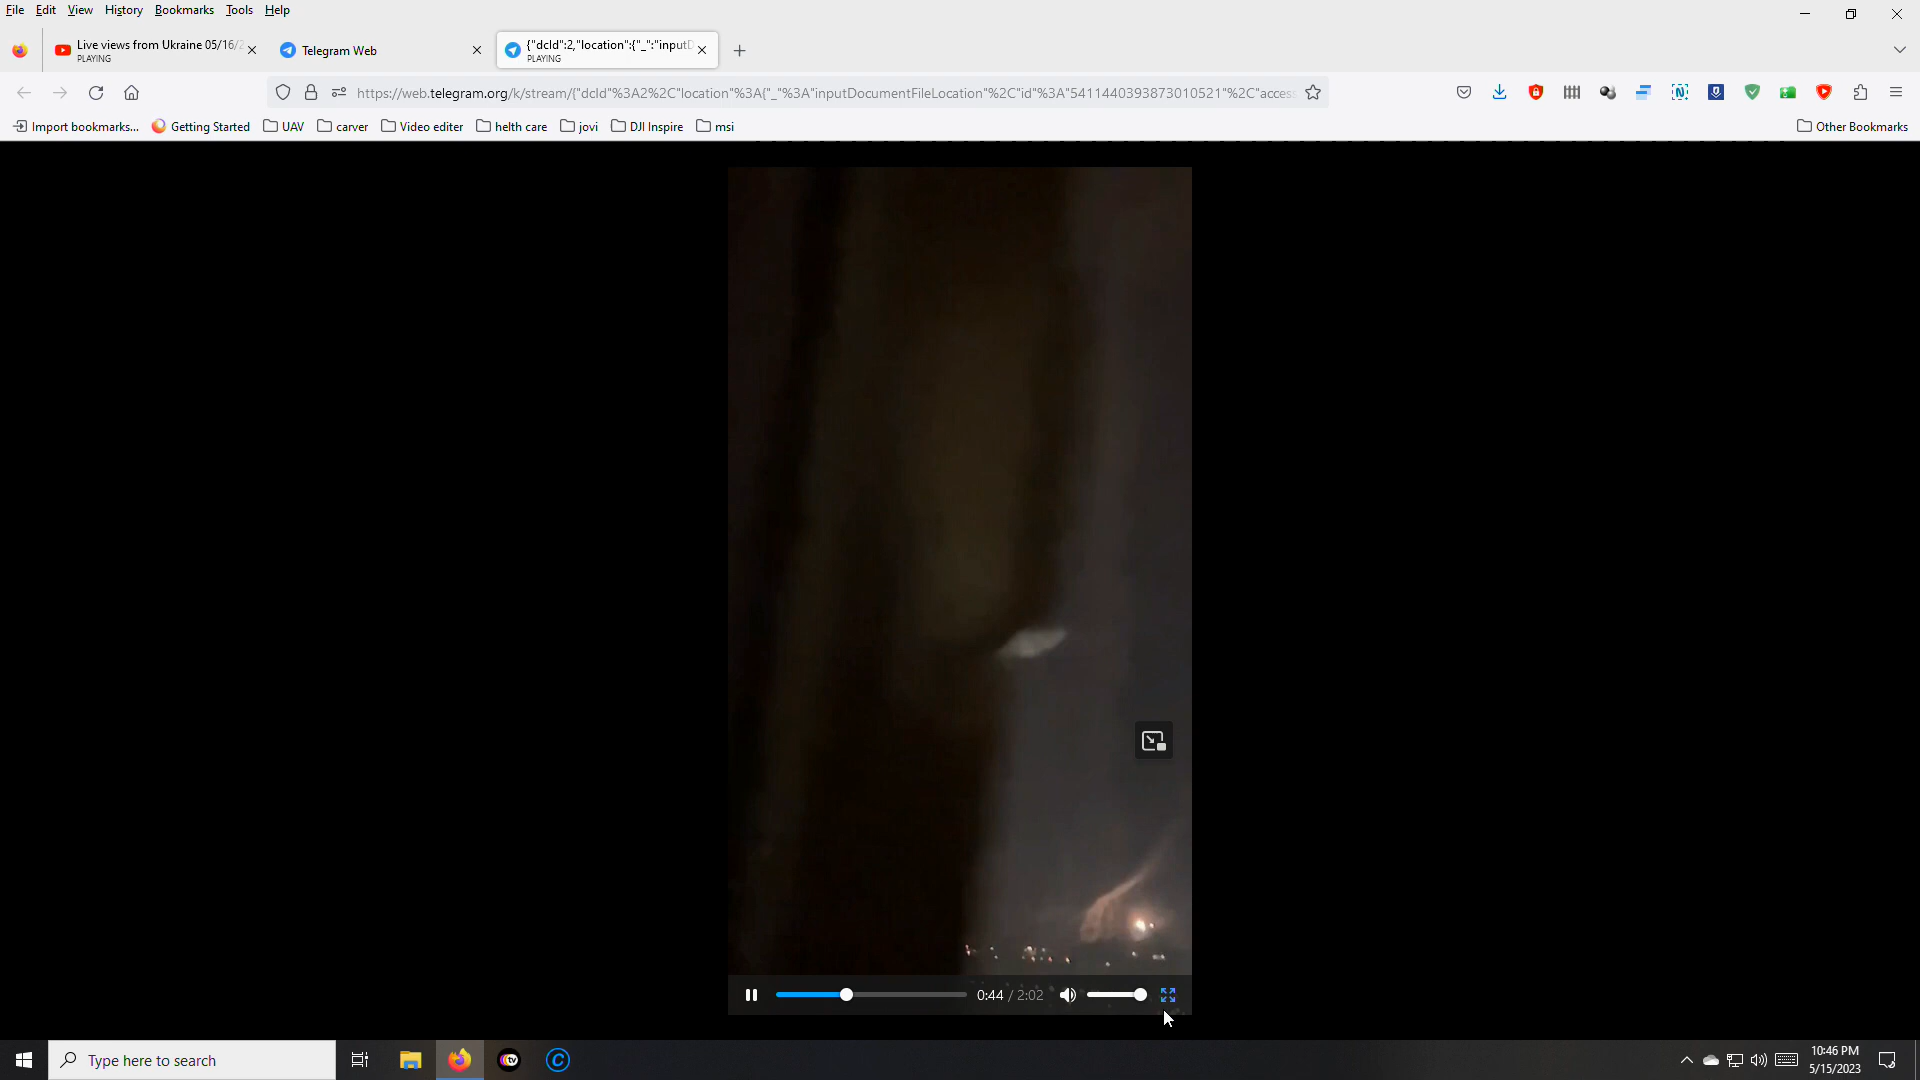 File Edit View History Bookmarks Tools Help
Live views from Ukraine 05/16/2
PLAYING
Telegram Web
{"dcId":2,"location":{"_":"inputD
PLAYING
https://web.telegram.org/k/stream/{"dcId"%3A2%2C"location"%3A{"_"%3A"inputDocumentFileLocation"%2C"id"%3A"5411440393873010521"%2C"acces
Import bookmarks... Getting Started UAV carver Video editer helth care jovi DJI Inspire msi Other Bookmarks
0:44 / 2:02
Type here to search
tv
C
10:46 PM
5/15/2023